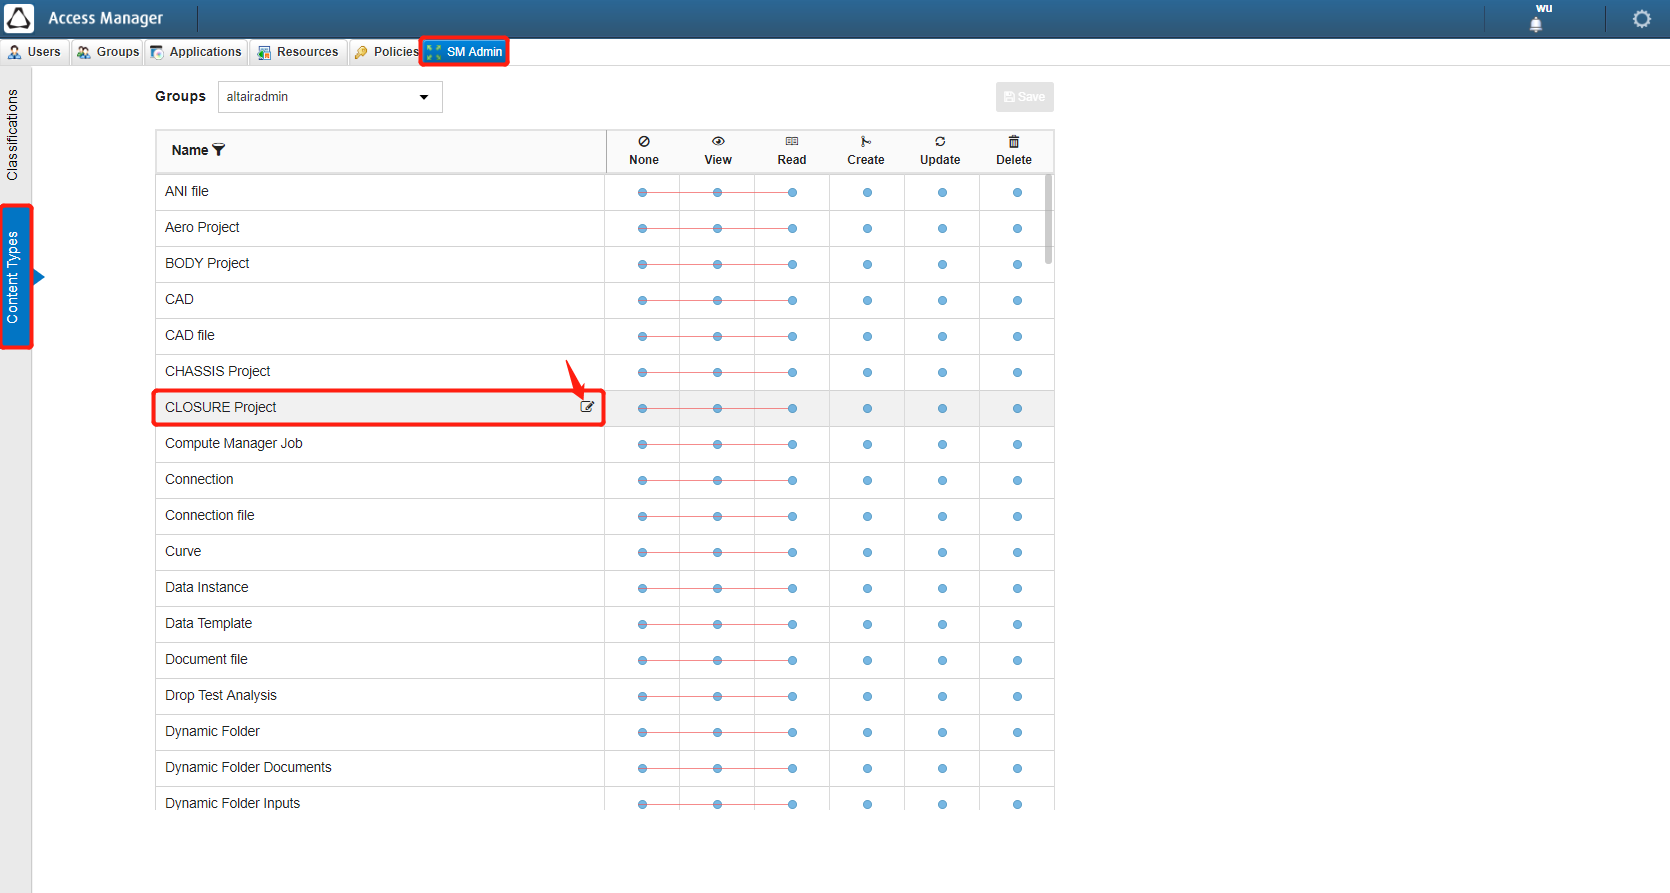 Access Manager
wu
Users
Groups
Applications
Resources
Policies
SM Admin
Classifications
Content Types
Groups
altairadmin
Save
Name
None
View
Read
Create
Update
Delete
ANI file
Aero Project
BODY Project
CAD
CAD file
CHASSIS Project
CLOSURE Project
Compute Manager Job
Connection
Connection file
Curve
Data Instance
Data Template
Document file
Drop Test Analysis
Dynamic Folder
Dynamic Folder Documents
Dynamic Folder Inputs